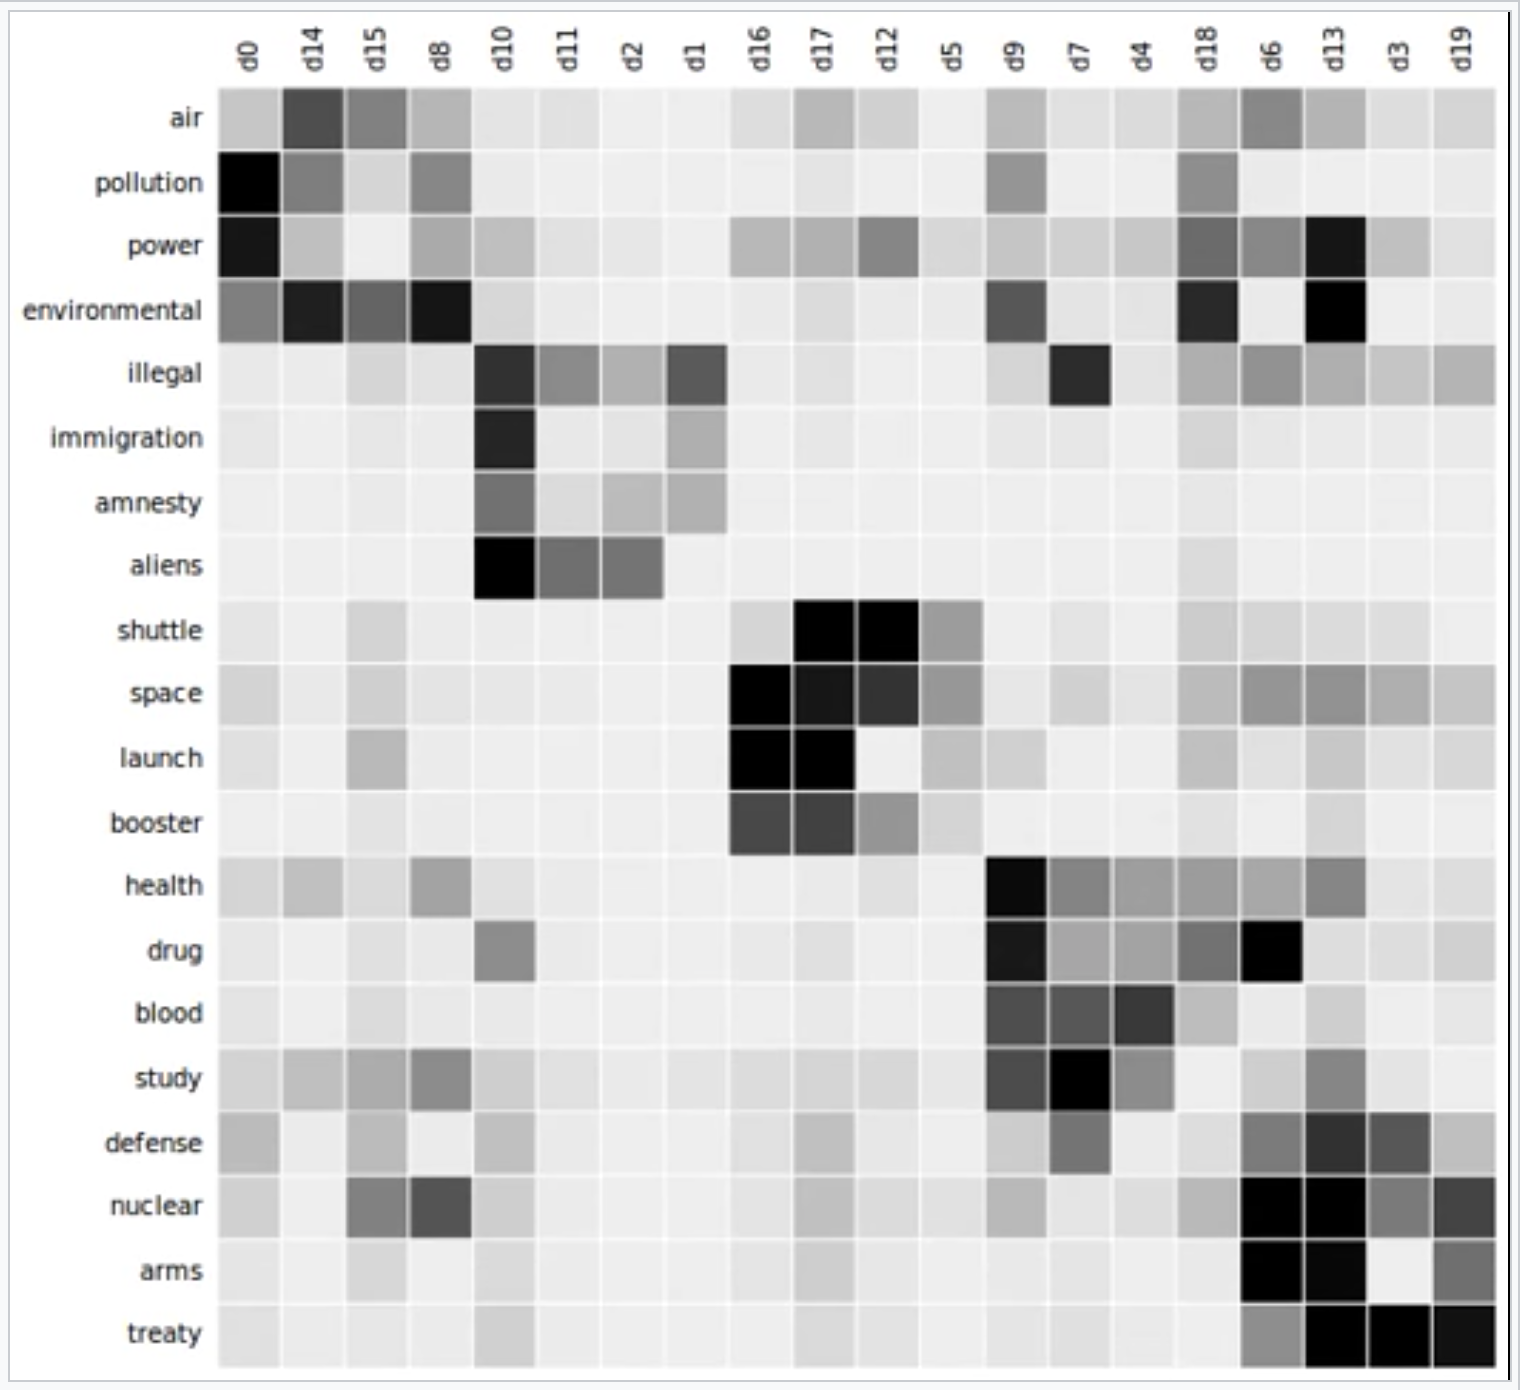 d0 d14 d15 d8 d10 d11 d2 d1 d16 d17 d12 d5 d9 d7 d4 d18 d6 d13 d3 d19
air
pollution
power
environmental
illegal
immigration
amnesty
aliens
shuttle
space
launch
booster
health
drug
blood
study
defense
nuclear
arms
treaty